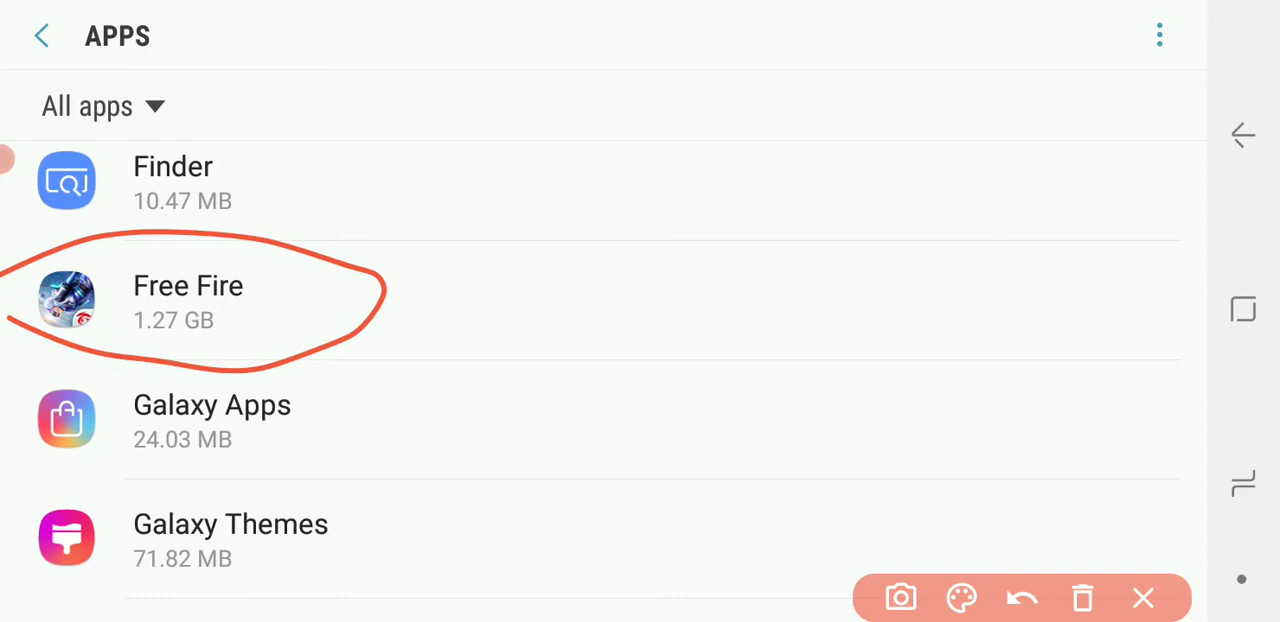 APPS
All apps
Finder
10.47 MB
Free Fire
1.27 GB
Galaxy Apps
24.03 MB
Galaxy Themes
71.82 MB